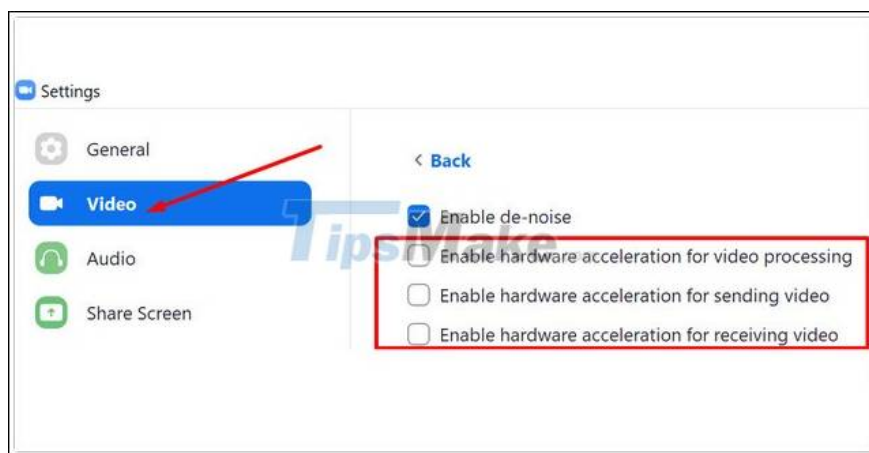 Settings
General
Video
Audio
Share Screen
< Back
Enable de-noise
TipsMake
Enable hardware acceleration for video processing
Enable hardware acceleration for sending video
Enable hardware acceleration for receiving video